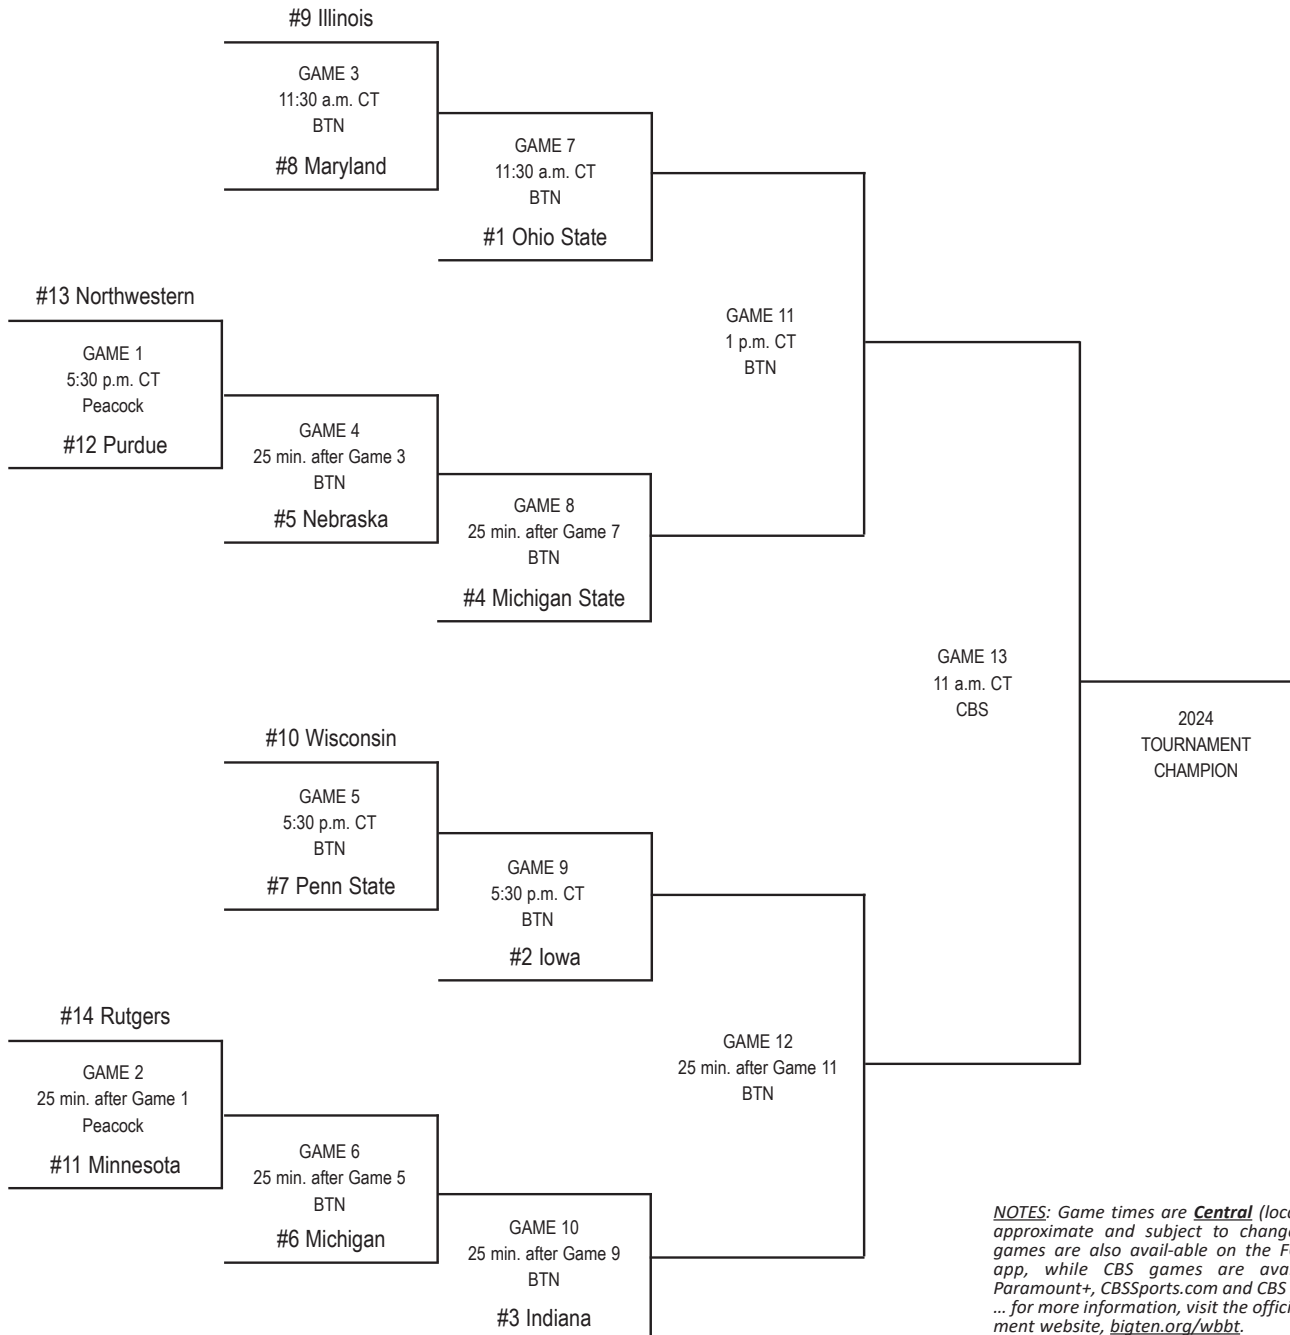 #9 Illinois
GAME 3
11:30 a.m. CT
BTN
#8 Maryland
GAME 7
11:30 a.m. CT
BTN
#1 Ohio State
#13 Northwestern
GAME 1
5:30 p.m. CT
Peacock
#12 Purdue
GAME 4
25 min. after Game 3
BTN
#5 Nebraska
GAME 8
25 min. after Game 7
BTN
#4 Michigan State
GAME 11
1 p.m. CT
BTN
#10 Wisconsin
GAME 5
5:30 p.m. CT
BTN
#7 Penn State
GAME 9
5:30 p.m. CT
BTN
#2 Iowa
#14 Rutgers
GAME 2
25 min. after Game 1
Peacock
#11 Minnesota
GAME 6
25 min. after Game 5
BTN
#6 Michigan
GAME 10
25 min. after Game 9
BTN
#3 Indiana
GAME 12
25 min. after Game 11
BTN
GAME 13
11 a.m. CT
CBS
2024
TOURNAMENT
CHAMPION
NOTES: Game times are Central (loca
approximate and subject to change
games are also avail-able on the F
app, while CBS games are ava
Paramount+, CBSSports.com and CBS
... for more information, visit the offici
ment website, bigten.org/wbbt.